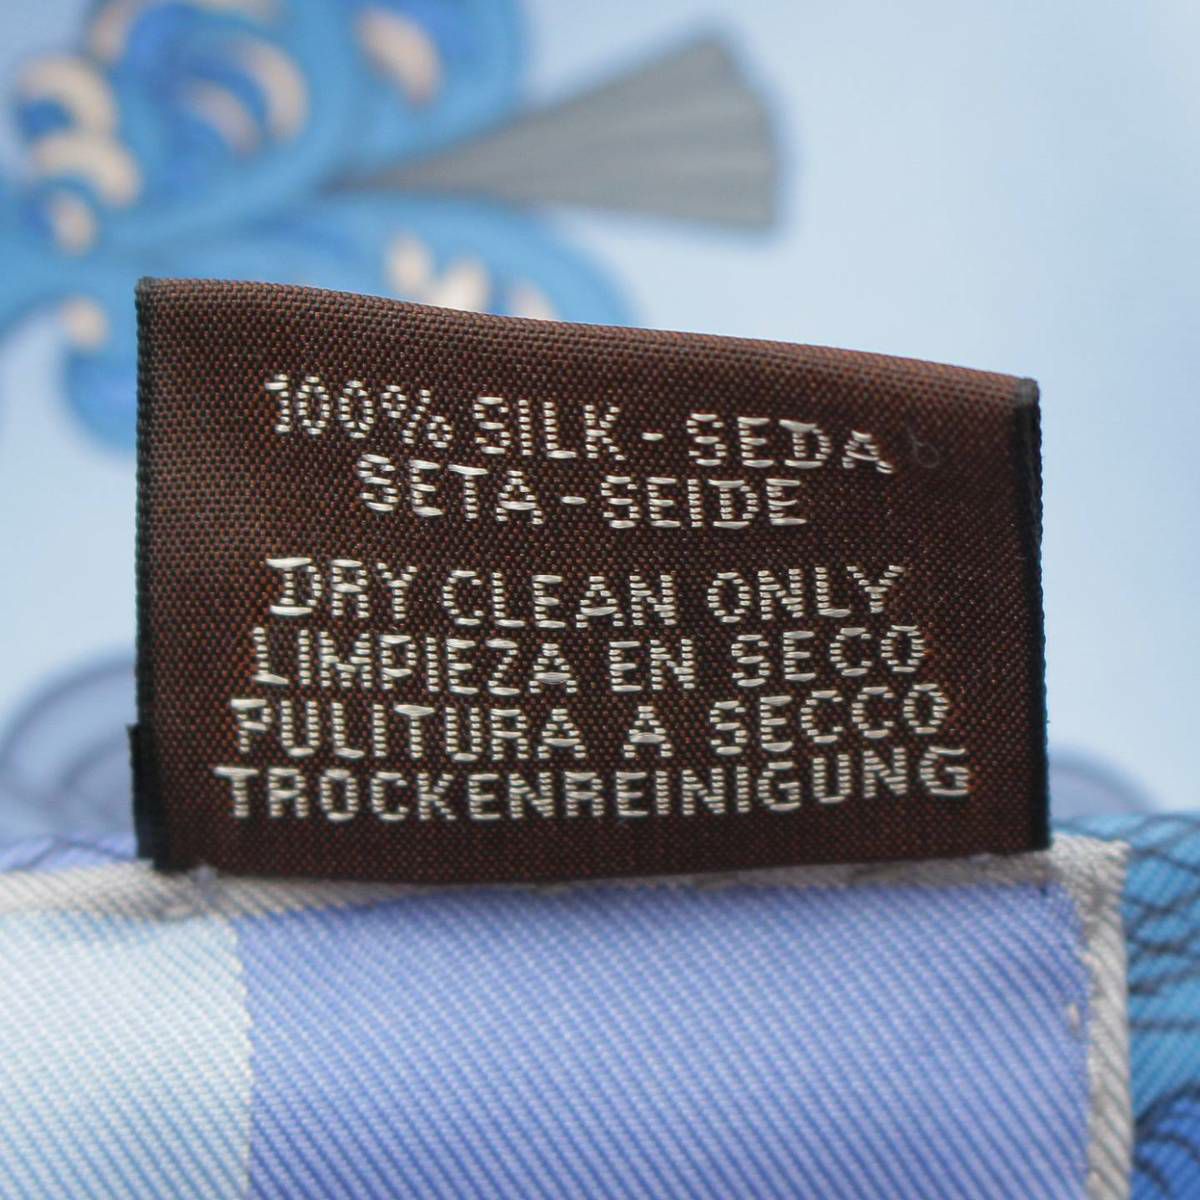 100% SILK - SEDA
SETA - SEIDE
DRY CLEAN ONLY
LIMPIEZA EN SECO
PULITURA A SECCO
TROCKENREINIGUNG